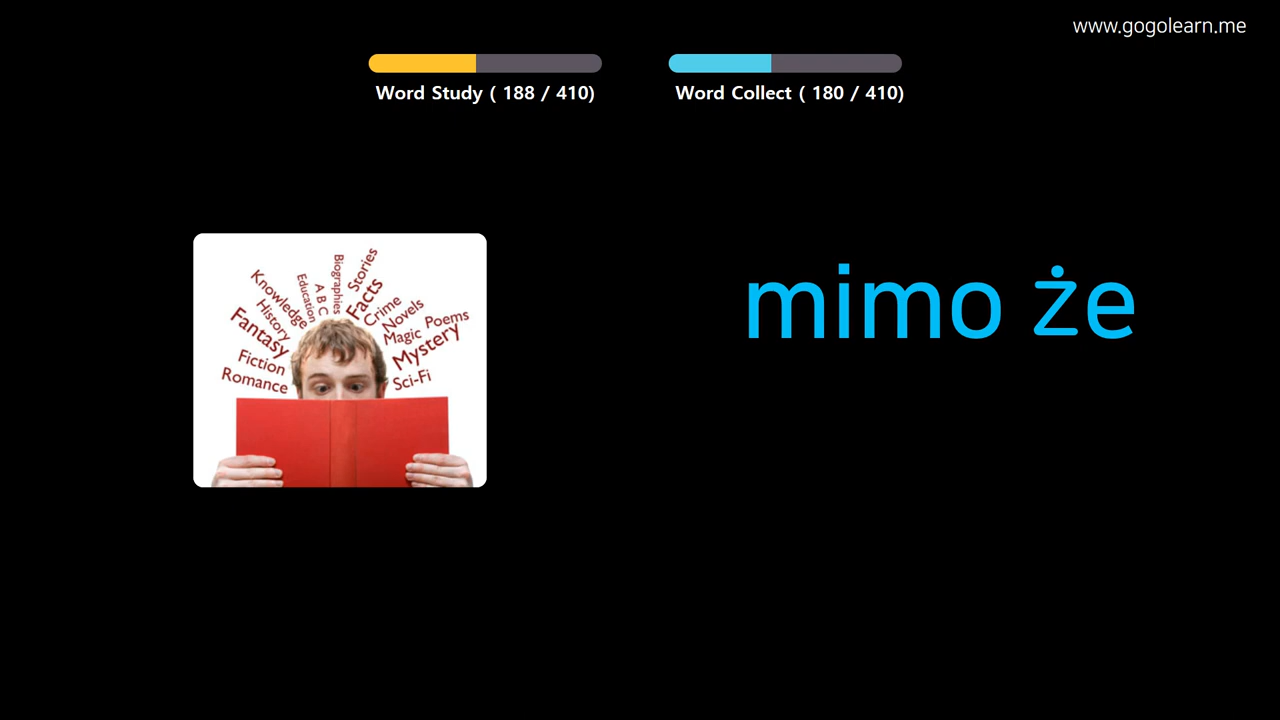 www.gogolearn.me
Word Study ( 188 / 410)
Word Collect ( 180 / 410)
mimo że
Biographies
Stories
Facts
A B C
Education
Knowledge
History
Fantasy
Fiction
Romance
Crime
Novels
Magic
Poems
Mystery
Sci-Fi